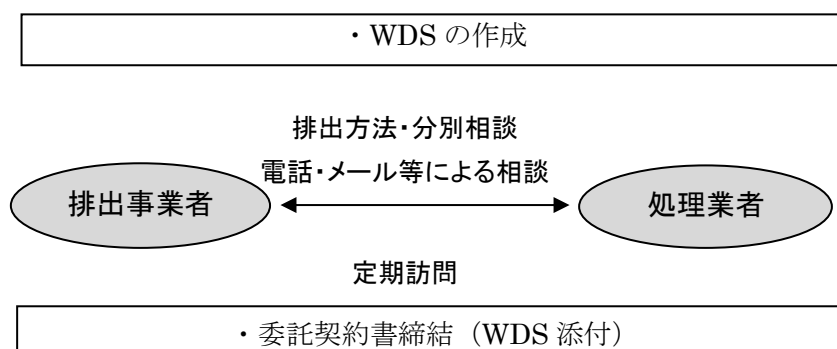 ・WDS の作成
排出方法・分別相談
電話・メール等による相談
排出事業者
処理業者
定期訪問
・委託契約書締結（WDS 添付）